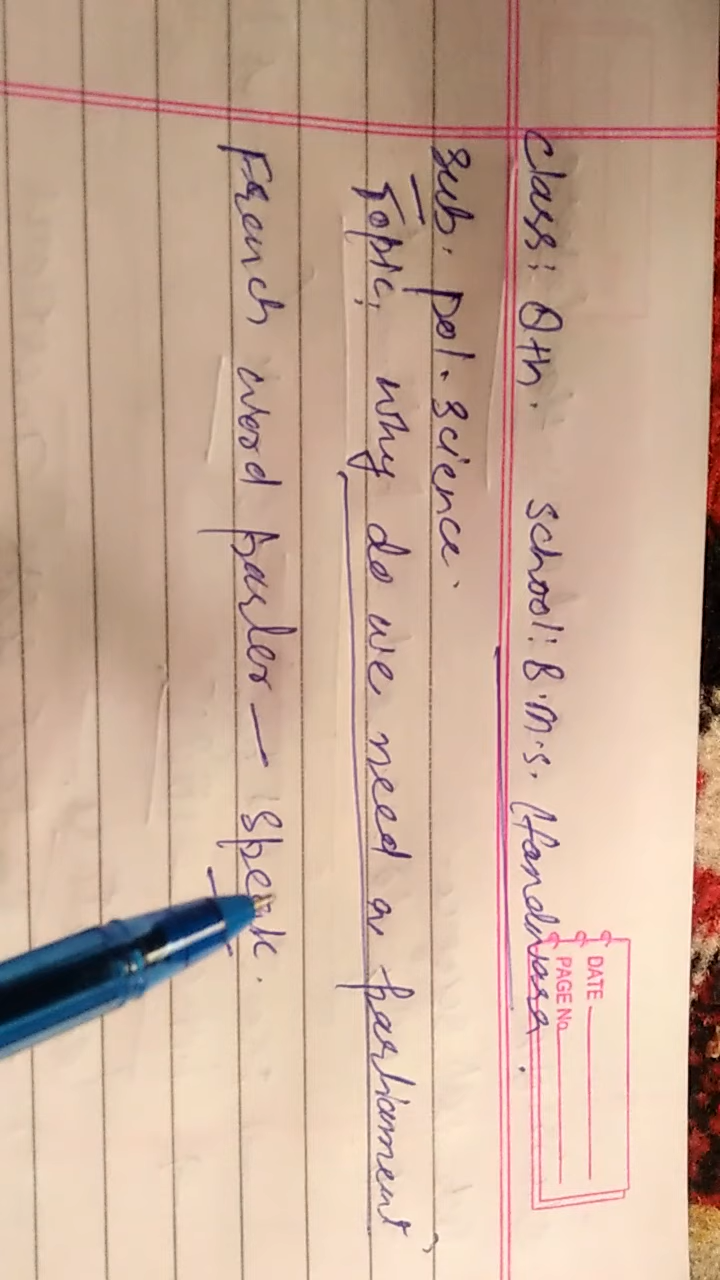 DATE
PAGE No.
class: 8th. school: B.M.S. Handwara.
Sub. pol. science.
Topic, why do we need a parliament,
French word parler — Speak.